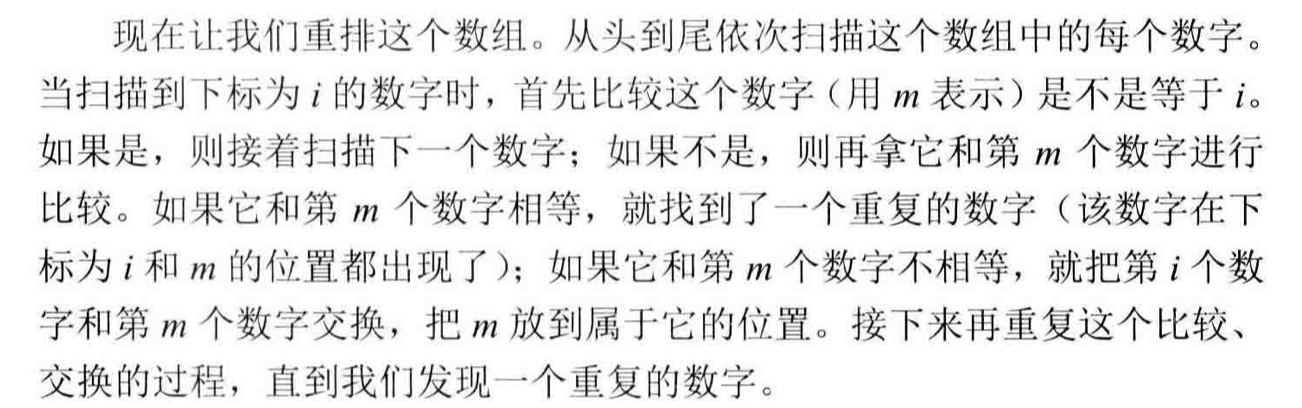 现在让我们重排这个数组。从头到尾依次扫描这个数组中的每个数字。
当扫描到下标为 i 的数字时，首先比较这个数字（用 m 表示）是不是等于 i。
如果是，则接着扫描下一个数字；如果不是，则再拿它和第 m 个数字进行
比较。如果它和第 m 个数字相等，就找到了一个重复的数字（该数字在下
标为 i 和 m 的位置都出现了）；如果它和第 m 个数字不相等，就把第 i 个数
字和第 m 个数字交换，把 m 放到属于它的位置。接下来再重复这个比较、
交换的过程，直到我们发现一个重复的数字。